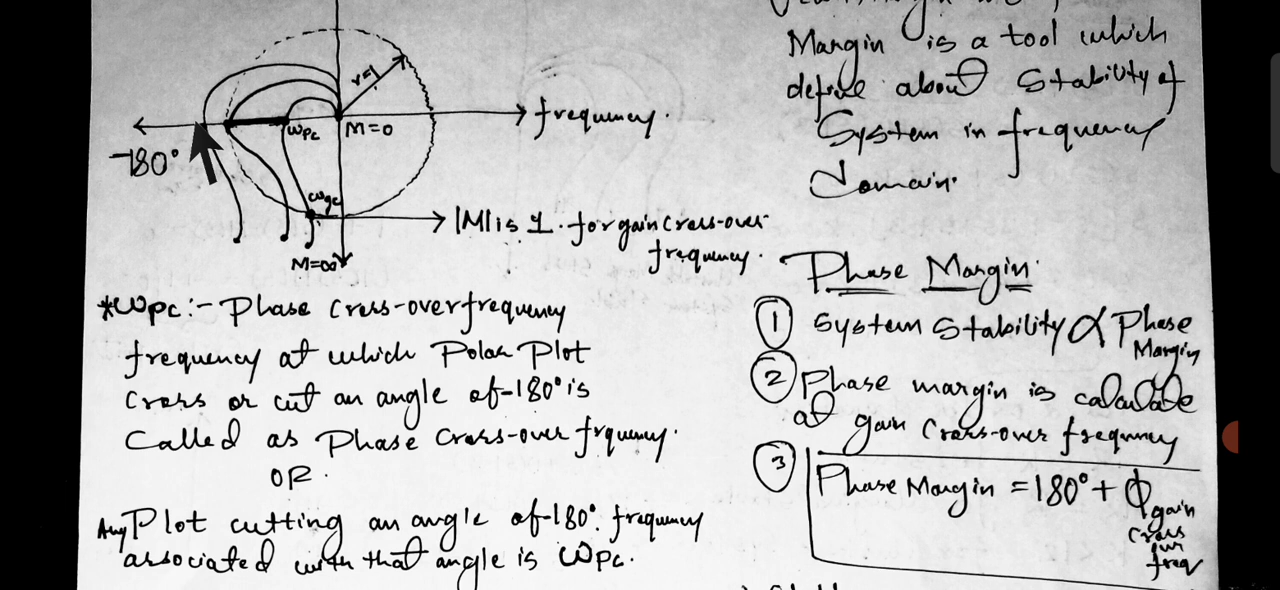 r=1
frequency.
ωpc
M=0
-180°
ωgc
|M| is 1. for gain cross-over
frequency.
M=∞
*ωpc:- Phase Cross-over frequency
frequency at which Polar Plot
Cross or cut an angle of -180° is
Called as Phase Cross-over frquency.
OR.
Any Plot cutting an angle of -180°. frequency
associated with that angle is ωpc.
Margin is a tool which
define about Stability of
System in frequency
domain.
Phase Margin
① System Stability ∝ Phase
Margin
② Phase margin is calculate
at gain Cross-over frequency
③ Phase Margin = 180° + ϕgain
cross
over
freq